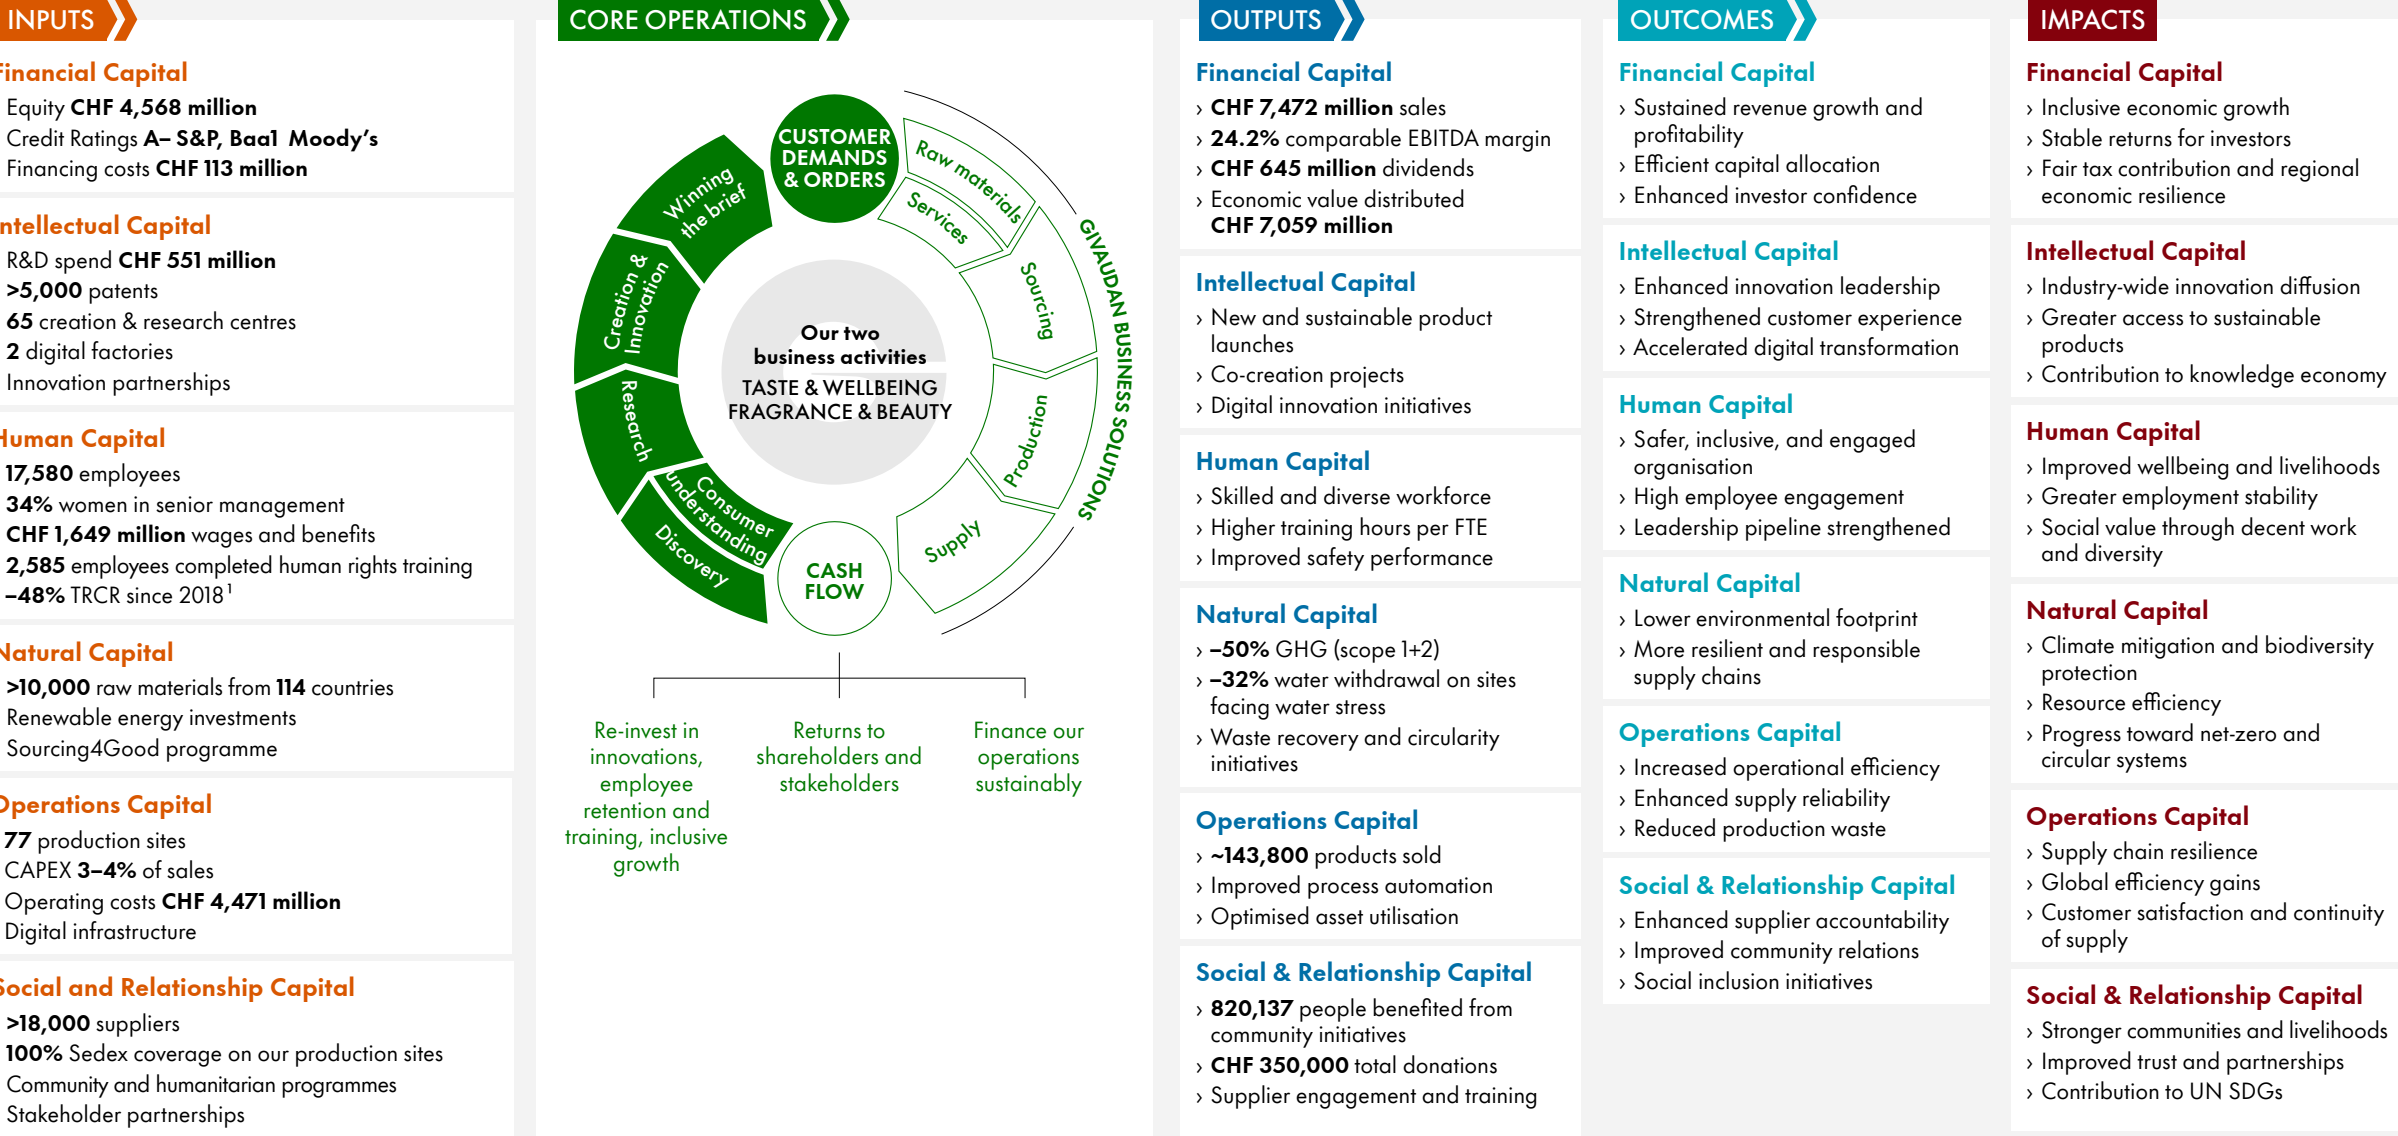 INPUTS
Financial Capital
Equity CHF 4,568 million
Credit Ratings A– S&P, Baa1 Moody's
Financing costs CHF 113 million
Intellectual Capital
R&D spend CHF 551 million
>5,000 patents
65 creation & research centres
2 digital factories
Innovation partnerships
Human Capital
17,580 employees
34% women in senior management
CHF 1,649 million wages and benefits
2,585 employees completed human rights training
–48% TRCR since 2018¹
Natural Capital
>10,000 raw materials from 114 countries
Renewable energy investments
Sourcing4Good programme
Operations Capital
77 production sites
CAPEX 3–4% of sales
Operating costs CHF 4,471 million
Digital infrastructure
Social and Relationship Capital
>18,000 suppliers
100% Sedex coverage on our production sites
Community and humanitarian programmes
Stakeholder partnerships
CORE OPERATIONS
CUSTOMER
DEMANDS
& ORDERS
Raw materials
Services
Sourcing
Production
Supply
GIVAUDAN BUSINESS SOLUTIONS
CASH
FLOW
Discovery
Consumer
understanding
Research
Creation &
Innovation
Winning
the brief
Our two
business activities
TASTE & WELLBEING
FRAGRANCE & BEAUTY
Re-invest in
innovations,
employee
retention and
training, inclusive
growth
Returns to
shareholders and
stakeholders
Finance our
operations
sustainably
OUTPUTS
Financial Capital
› CHF 7,472 million sales
› 24.2% comparable EBITDA margin
› CHF 645 million dividends
› Economic value distributed
CHF 7,059 million
Intellectual Capital
› New and sustainable product
launches
› Co-creation projects
› Digital innovation initiatives
Human Capital
› Skilled and diverse workforce
› Higher training hours per FTE
› Improved safety performance
Natural Capital
› –50% GHG (scope 1+2)
› –32% water withdrawal on sites
facing water stress
› Waste recovery and circularity
initiatives
Operations Capital
› ~143,800 products sold
› Improved process automation
› Optimised asset utilisation
Social & Relationship Capital
› 820,137 people benefited from
community initiatives
› CHF 350,000 total donations
› Supplier engagement and training
OUTCOMES
Financial Capital
› Sustained revenue growth and
profitability
› Efficient capital allocation
› Enhanced investor confidence
Intellectual Capital
› Enhanced innovation leadership
› Strengthened customer experience
› Accelerated digital transformation
Human Capital
› Safer, inclusive, and engaged
organisation
› High employee engagement
› Leadership pipeline strengthened
Natural Capital
› Lower environmental footprint
› More resilient and responsible
supply chains
Operations Capital
› Increased operational efficiency
› Enhanced supply reliability
› Reduced production waste
Social & Relationship Capital
› Enhanced supplier accountability
› Improved community relations
› Social inclusion initiatives
IMPACTS
Financial Capital
› Inclusive economic growth
› Stable returns for investors
› Fair tax contribution and regional
economic resilience
Intellectual Capital
› Industry-wide innovation diffusion
› Greater access to sustainable
products
› Contribution to knowledge economy
Human Capital
› Improved wellbeing and livelihoods
› Greater employment stability
› Social value through decent work
and diversity
Natural Capital
› Climate mitigation and biodiversity
protection
› Resource efficiency
› Progress toward net-zero and
circular systems
Operations Capital
› Supply chain resilience
› Global efficiency gains
› Customer satisfaction and continuity
of supply
Social & Relationship Capital
› Stronger communities and livelihoods
› Improved trust and partnerships
› Contribution to UN SDGs